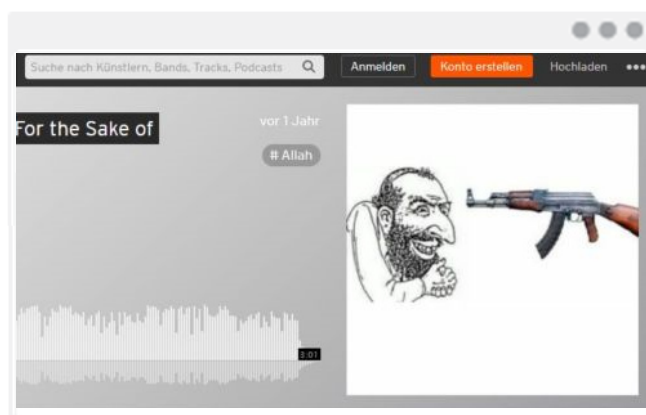 Suche nach Künstlern, Bands, Tracks, Podcasts
Anmelden
Konto erstellen
Hochladen
For the Sake of
vor 1 Jahr
# Allah
3:01